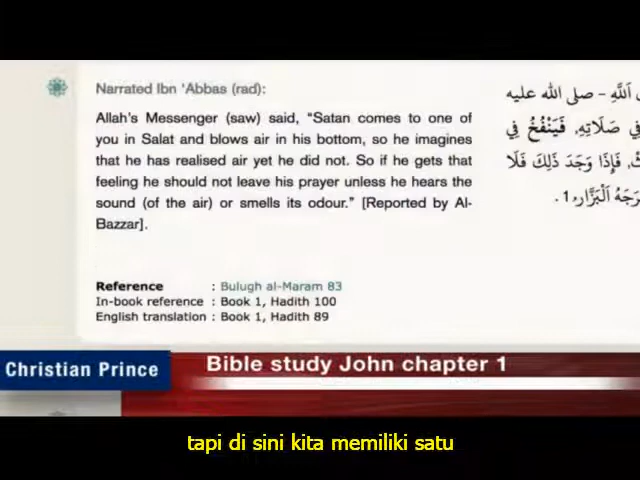 Narrated Ibn 'Abbas (rad):
Allah's Messenger (saw) said, "Satan comes to one of
you in Salat and blows air in his bottom, so he imagines
that he has realised air yet he did not. So if he gets that
feeling he should not leave his prayer unless he hears the
sound (of the air) or smells its odour." [Reported by Al-
Bazzar].
اَللَّهِ - صلى الله عليه
فِي صَلَاتِهِ, فَيَنْفُخُ فِي
فَإِذَا وَجَدَ ذَلِكَ فَلَا
اَلْبَزَّار ُ1 .
Reference : Bulugh al-Maram 83
In-book reference : Book 1, Hadith 100
English translation : Book 1, Hadith 89
Christian Prince
Bible study John chapter 1
tapi di sini kita memiliki satu